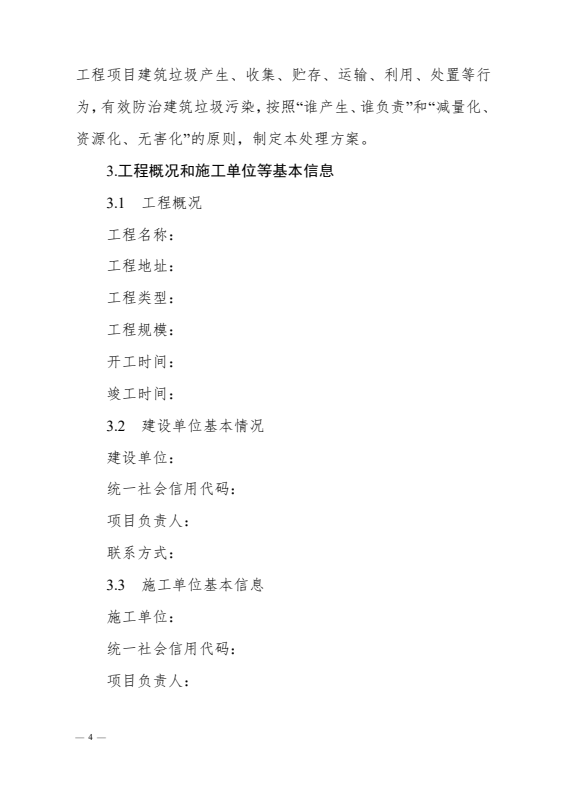 工程项目建筑垃圾产生、收集、贮存、运输、利用、处置等行
为，有效防治建筑垃圾污染，按照“谁产生、谁负责”和“减量化、
资源化、无害化”的原则，制定本处理方案。
3.工程概况和施工单位等基本信息
3.1　工程概况
工程名称：
工程地址：
工程类型：
工程规模：
开工时间：
竣工时间：
3.2　建设单位基本情况
建设单位：
统一社会信用代码：
项目负责人：
联系方式：
3.3　施工单位基本信息
施工单位：
统一社会信用代码：
项目负责人：
— 4 —